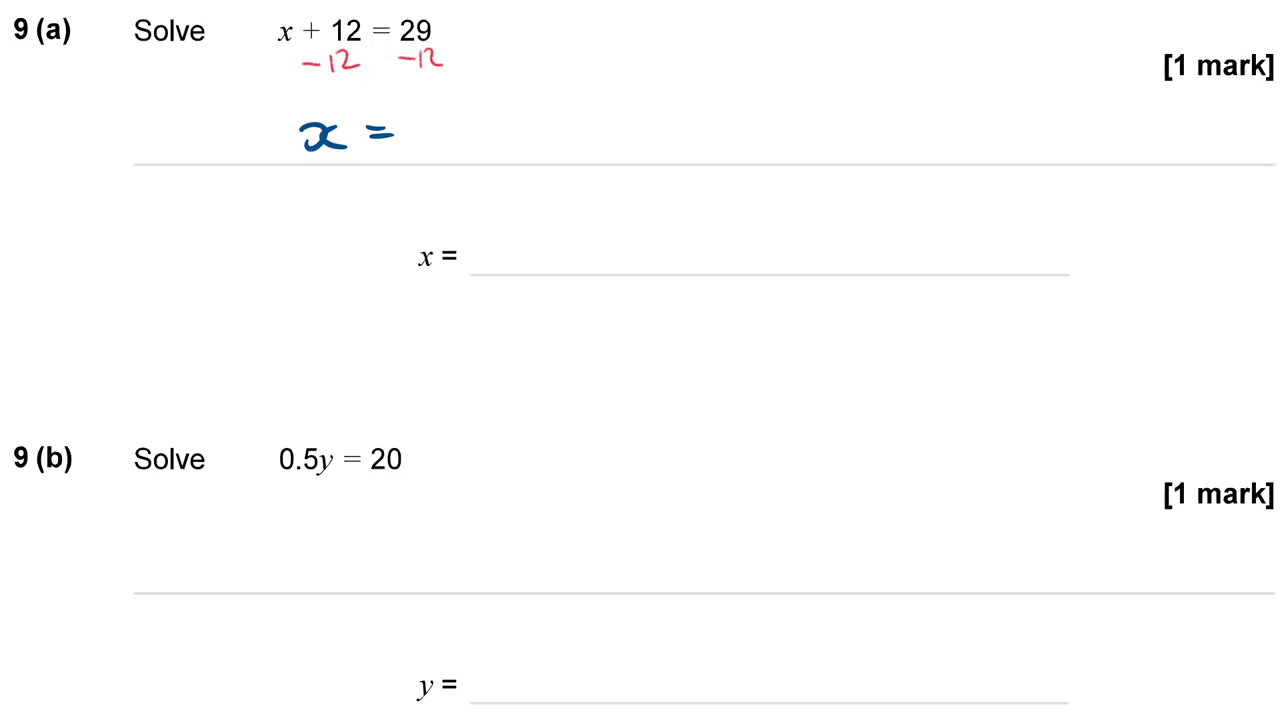 9 (a) Solve x + 12 = 29
-12 -12
[1 mark]
x =
x =
9 (b) Solve 0.5y = 20
[1 mark]
y =